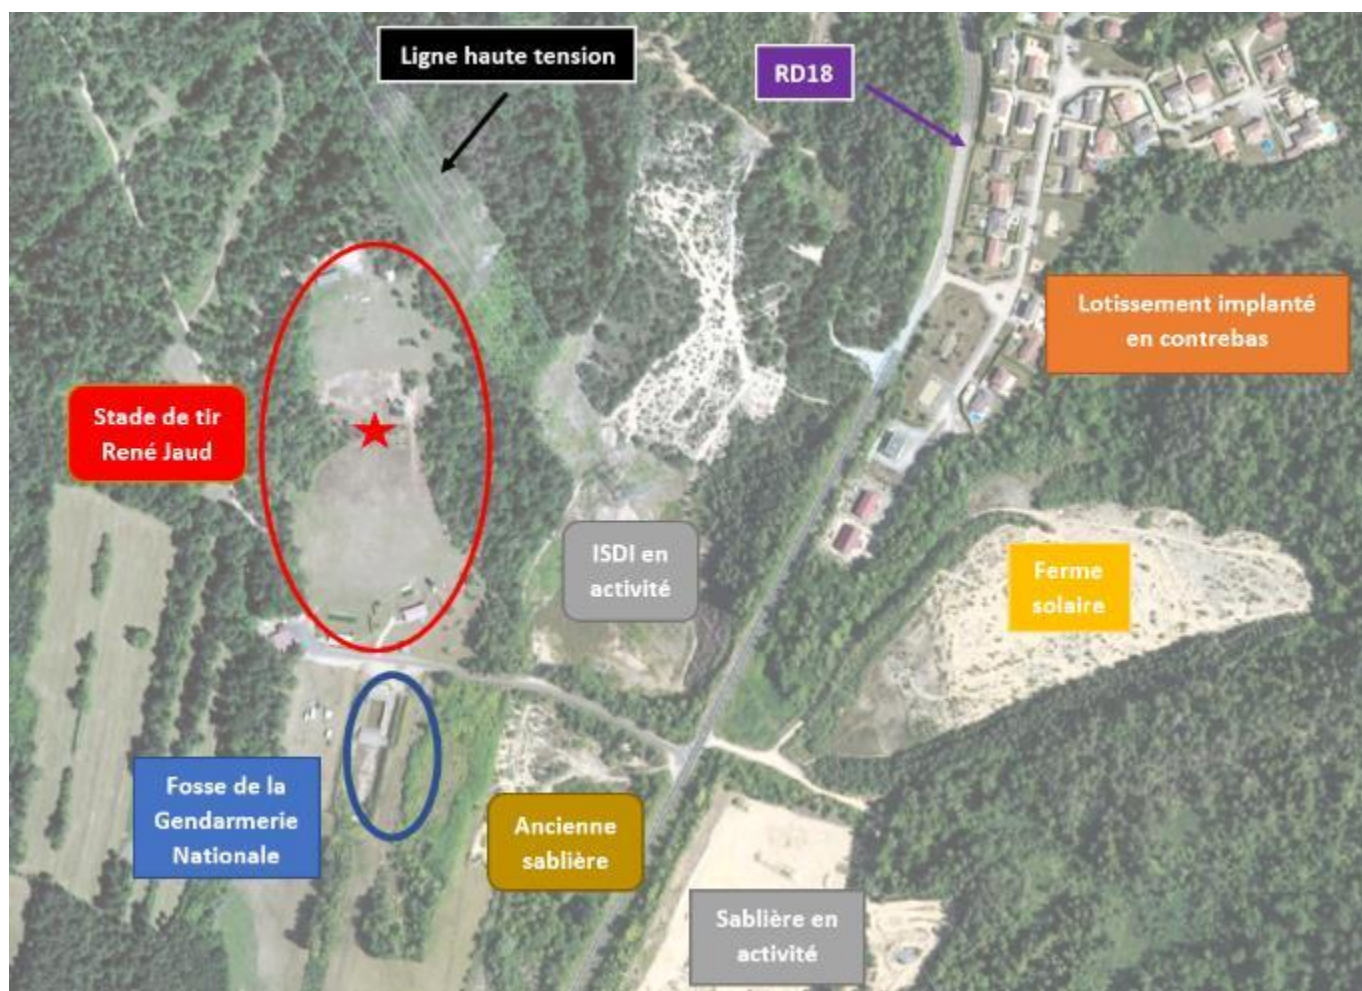 Ligne haute tension
RD18
Lotissement implanté
en contrebas
Stade de tir
René Jaud
ISDI en
activité
Ferme
solaire
Fosse de la
Gendarmerie
Nationale
Ancienne
sablière
Sablière en
activité